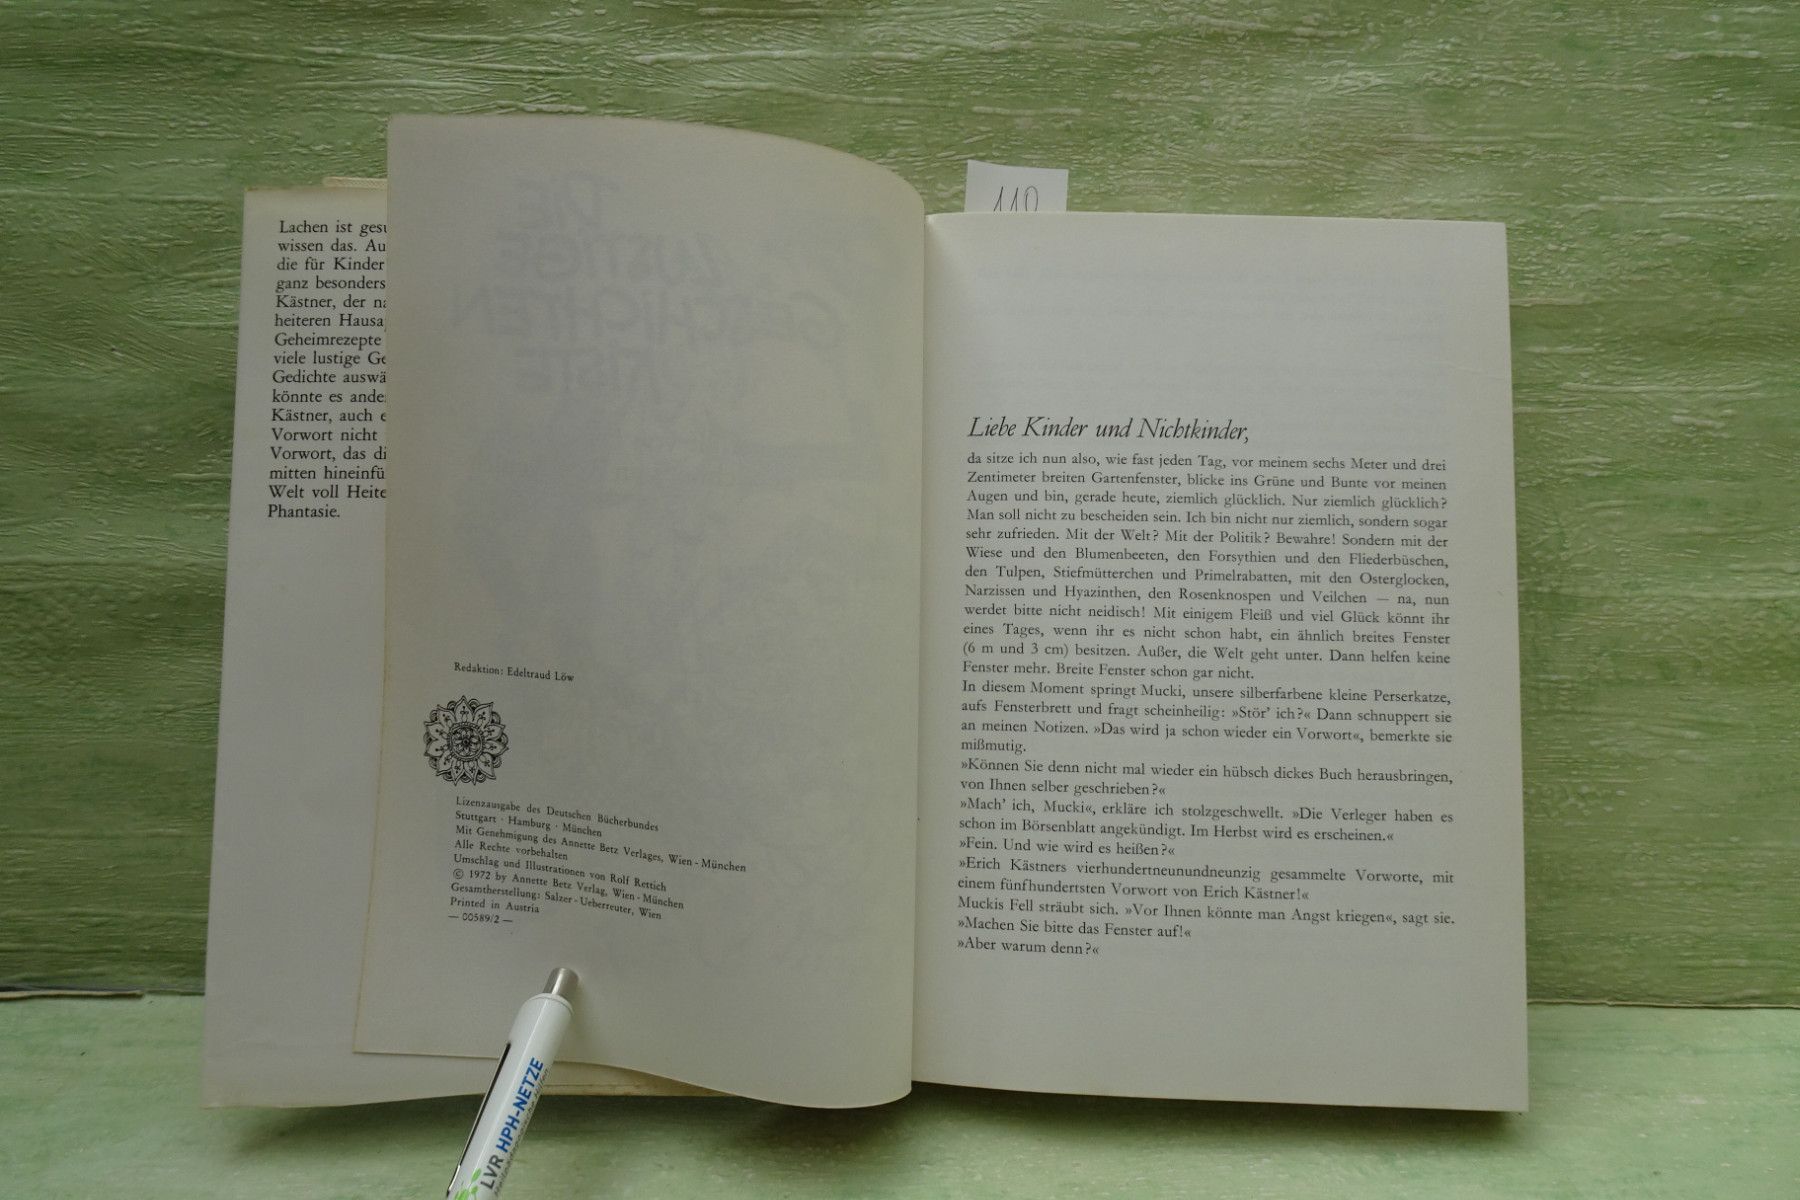 Lachen ist gesu
wissen das. Au
die für Kinder
ganz besonders
Kästner, der na
heiteren Hausa
Geheimrezepte
viele lustige Ge
Gedichte auswä
könnte es ande
Kästner, auch e
Vorwort nicht
Vorwort, das di
mitten hineinfü
Welt voll Heite
Phantasie.
DIE
LUSTIGE
GESCHICHTEN
KISTE
Redaktion: Edeltraud Löw
Lizenzausgabe des Deutschen Bücherbundes
Stuttgart · Hamburg · München
Mit Genehmigung des Annette Betz Verlages, Wien - München
Alle Rechte vorbehalten
Umschlag und Illustrationen von Rolf Rettich
© 1972 by Annette Betz Verlag, Wien - München
Gesamtherstellung: Salzer - Ueberreuter, Wien
Printed in Austria
— 00589/2 —
LVR HPH-NETZE
110
Liebe Kinder und Nichtkinder,
da sitze ich nun also, wie fast jeden Tag, vor meinem sechs Meter und drei
Zentimeter breiten Gartenfenster, blicke ins Grüne und Bunte vor meinen
Augen und bin, gerade heute, ziemlich glücklich. Nur ziemlich glücklich?
Man soll nicht zu bescheiden sein. Ich bin nicht nur ziemlich, sondern sogar
sehr zufrieden. Mit der Welt? Mit der Politik? Bewahre! Sondern mit der
Wiese und den Blumenbeeten, den Forsythien und den Fliederbüschen,
den Tulpen, Stiefmütterchen und Primelrabatten, mit den Osterglocken,
Narzissen und Hyazinthen, den Rosenknospen und Veilchen — na, nun
werdet bitte nicht neidisch! Mit einigem Fleiß und viel Glück könnt ihr
eines Tages, wenn ihr es nicht schon habt, ein ähnlich breites Fenster
(6 m und 3 cm) besitzen. Außer, die Welt geht unter. Dann helfen keine
Fenster mehr. Breite Fenster schon gar nicht.
In diesem Moment springt Mucki, unsere silberfarbene kleine Perserkatze,
aufs Fensterbrett und fragt scheinheilig: »Stör' ich?« Dann schnuppert sie
an meinen Notizen. »Das wird ja schon wieder ein Vorwort«, bemerkte sie
mißmutig.
»Können Sie denn nicht mal wieder ein hübsch dickes Buch herausbringen,
von Ihnen selber geschrieben?«
»Mach' ich, Mucki«, erkläre ich stolzgeschwellt. »Die Verleger haben es
schon im Börsenblatt angekündigt. Im Herbst wird es erscheinen.«
»Fein. Und wie wird es heißen?«
»Erich Kästners vierhundertneunundneunzig gesammelte Vorworte, mit
einem fünfhundertsten Vorwort von Erich Kästner!«
Muckis Fell sträubt sich. »Vor Ihnen könnte man Angst kriegen«, sagt sie.
»Machen Sie bitte das Fenster auf!«
»Aber warum denn?«